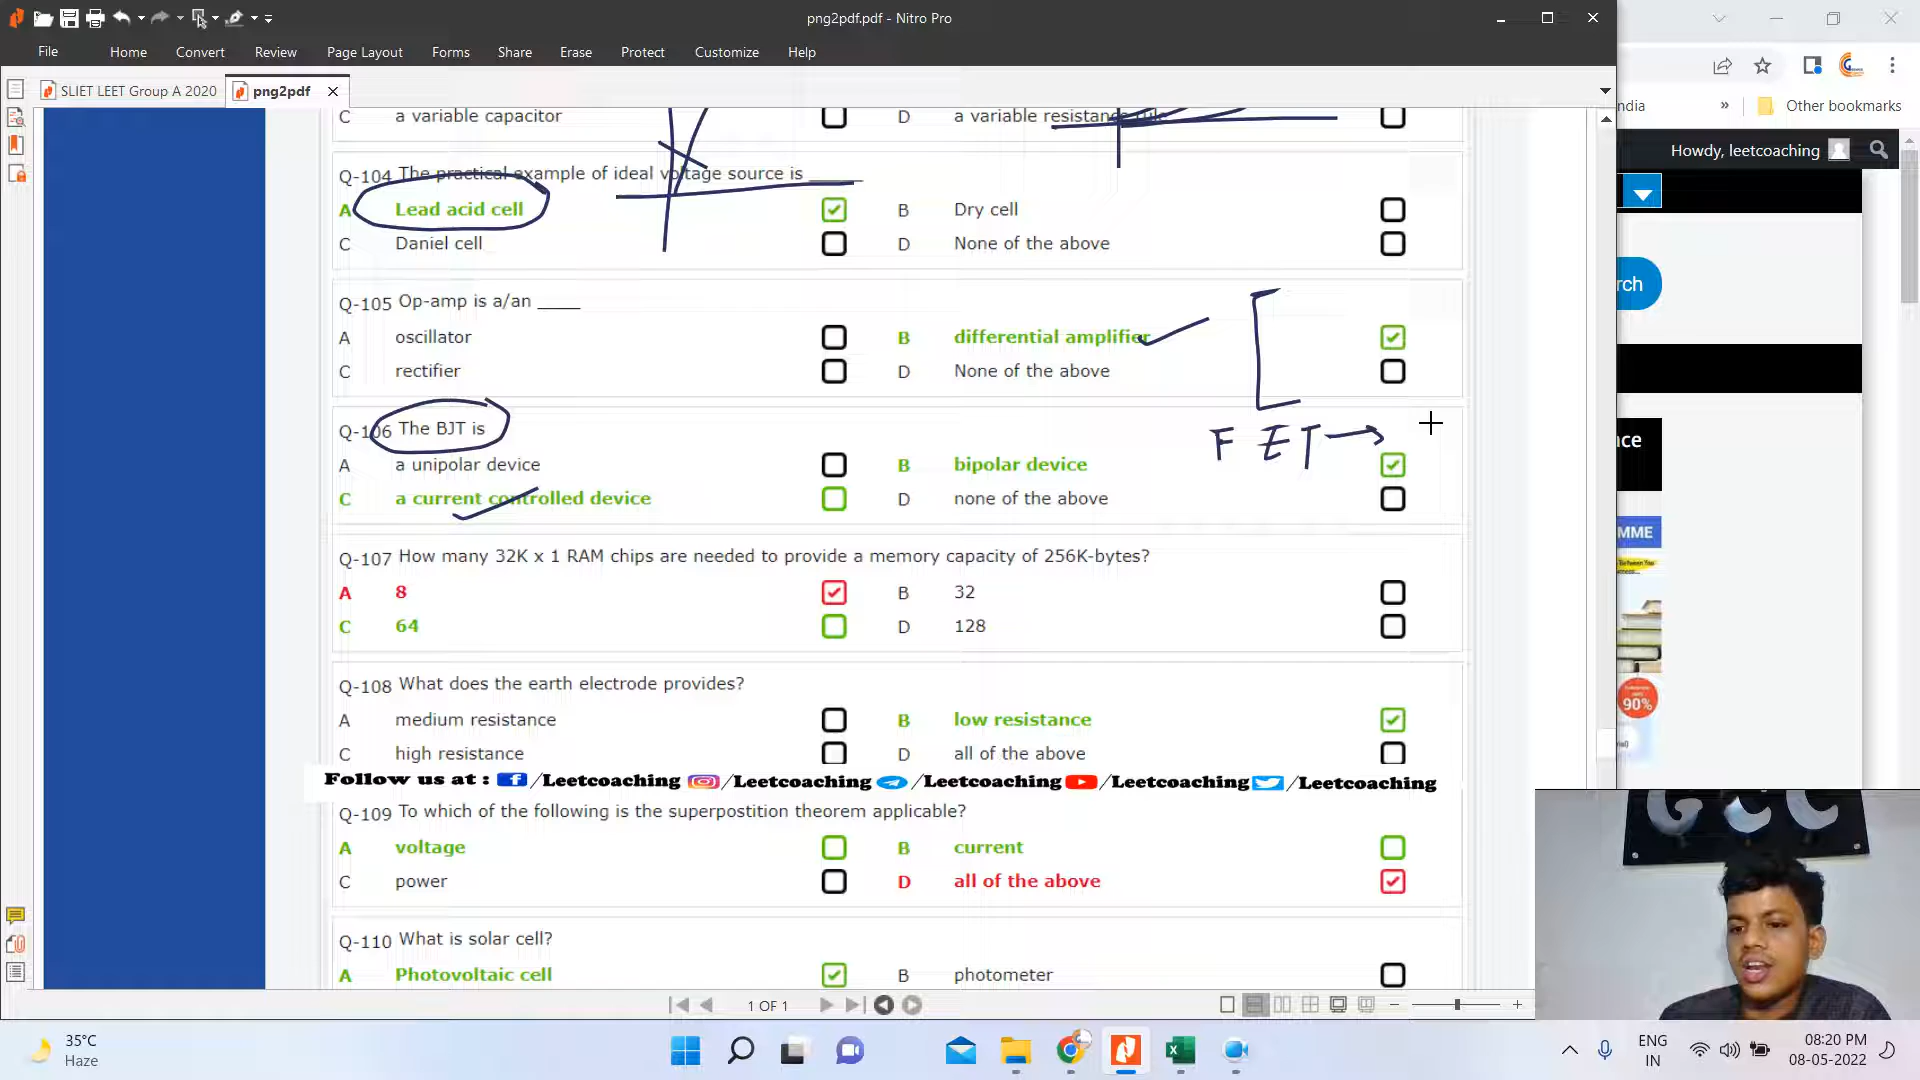 png2pdf.pdf - Nitro Pro
File Home Convert Review Page Layout Forms Share Erase Protect Customize Help
SLIET LEET Group A 2020 png2pdf
ndia » Other bookmarks
Howdy, leetcoaching
C a variable capacitor D a variable resistance rule
Q-104 The practical example of ideal voltage source is _____
A Lead acid cell B Dry cell
C Daniel cell D None of the above
rch
Q-105 Op-amp is a/an ____
A oscillator B differential amplifier
C rectifier D None of the above
Q-106 The BJT is
FET
nce
A a unipolar device B bipolar device
C a current controlled device D none of the above
MME
Q-107 How many 32K x 1 RAM chips are needed to provide a memory capacity of 256K-bytes?
A 8 B 32
C 64 D 128
Q-108 What does the earth electrode provides?
90%
A medium resistance B low resistance
C high resistance D all of the above
Follow us at : /Leetcoaching /Leetcoaching /Leetcoaching /Leetcoaching /Leetcoaching
Q-109 To which of the following is the superpostition theorem applicable?
A voltage B current
C power D all of the above
GCC
Q-110 What is solar cell?
A Photovoltaic cell B photometer
1 OF 1
35°C
Haze
ENG
IN
08:20 PM
08-05-2022